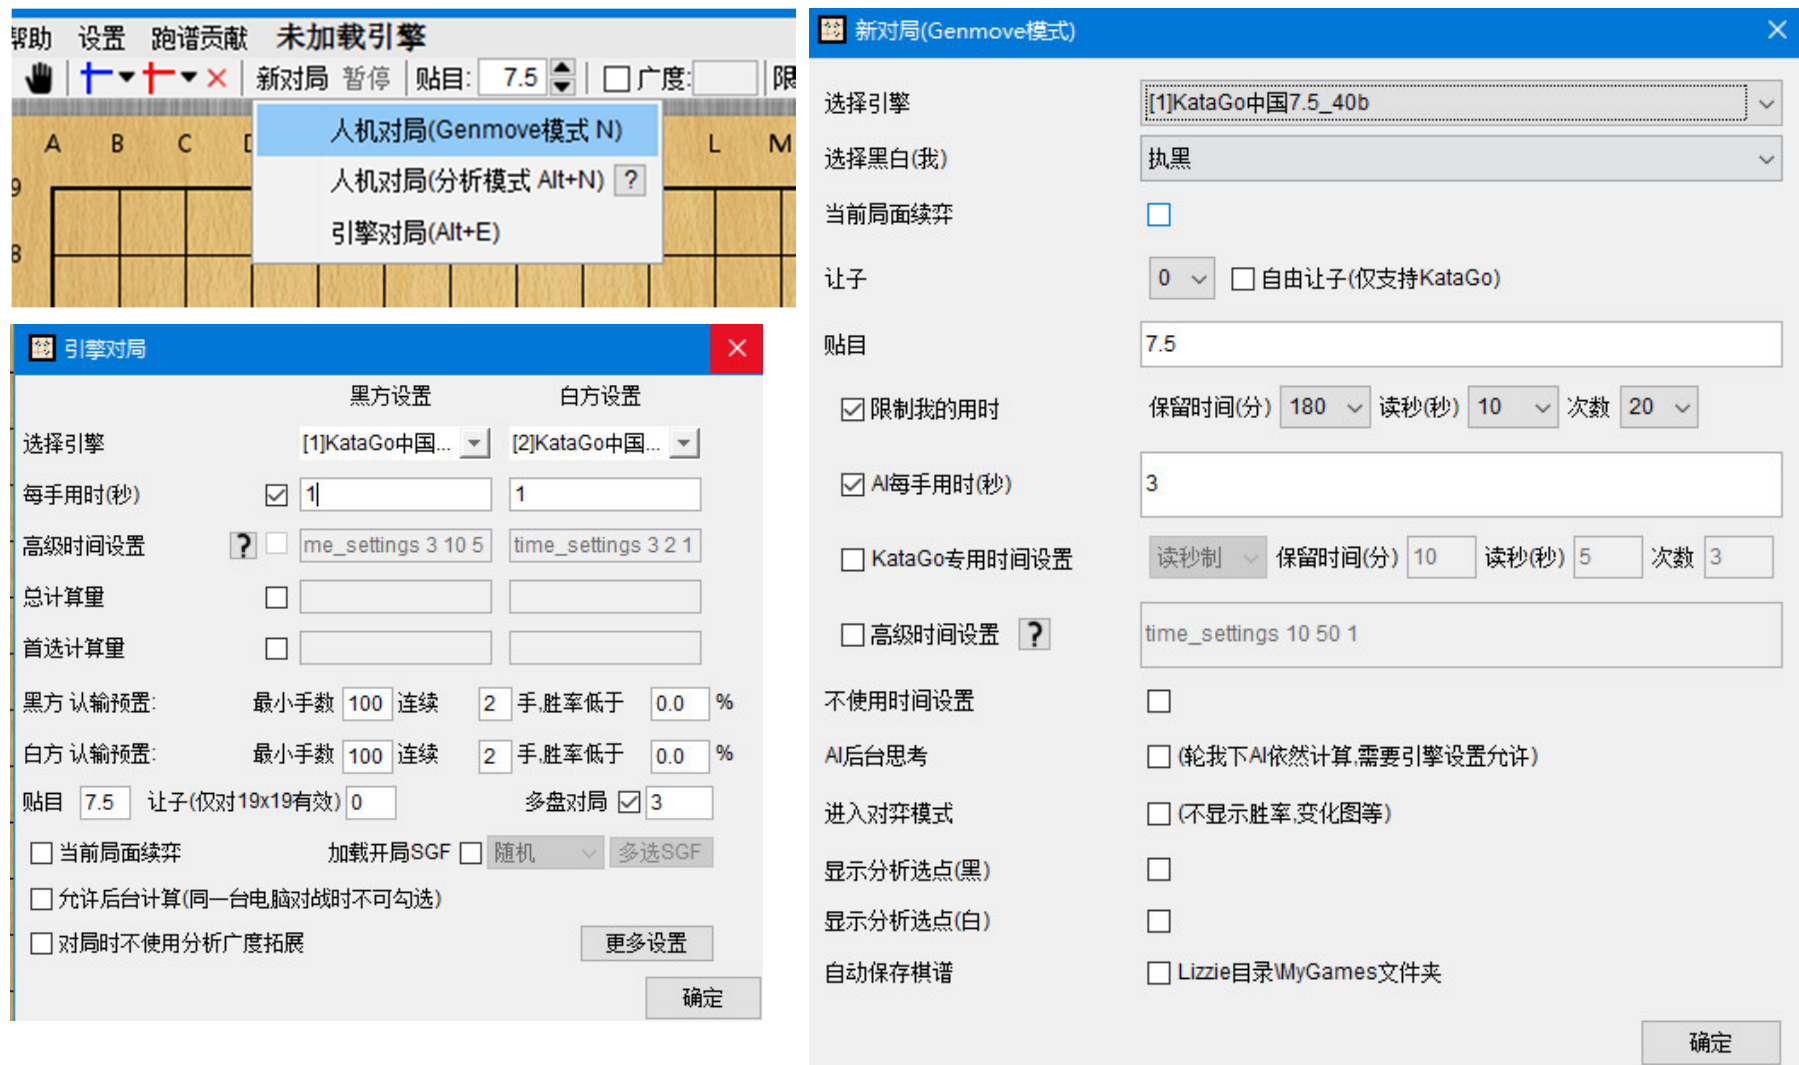 帮助 设置 跑谱贡献 未加载引擎
新对局 暂停 贴目: 7.5 广度: 限
人机对局(Genmove模式 N)
A B C L M
人机对局(分析模式 Alt+N) ?
9
引擎对局(Alt+E)
8
引擎对局
黑方设置 白方设置
选择引擎 [1]KataGo中国... [2]KataGo中国...
每手用时(秒) 1 1
高级时间设置 ? me_settings 3 10 5 time_settings 3 2 1
总计算量
首选计算量
黑方 认输预置: 最小手数 100 连续 2 手,胜率低于 0.0 %
白方 认输预置: 最小手数 100 连续 2 手,胜率低于 0.0 %
贴目 7.5 让子(仅对19x19有效) 0 多盘对局 3
当前局面续弈 加载开局SGF 随机 多选SGF
允许后台计算(同一台电脑对战时不可勾选)
对局时不使用分析广度拓展 更多设置
确定
新对局(Genmove模式)
选择引擎 [1]KataGo中国7.5_40b
选择黑白(我) 执黑
当前局面续弈
让子 0 自由让子(仅支持KataGo)
贴目 7.5
限制我的用时 保留时间(分) 180 读秒(秒) 10 次数 20
AI每手用时(秒) 3
KataGo专用时间设置 读秒制 保留时间(分) 10 读秒(秒) 5 次数 3
高级时间设置 ? time_settings 10 50 1
不使用时间设置
AI后台思考 (轮我下AI依然计算,需要引擎设置允许)
进入对弈模式 (不显示胜率,变化图等)
显示分析选点(黑)
显示分析选点(白)
自动保存棋谱 Lizzie目录\MyGames文件夹
确定